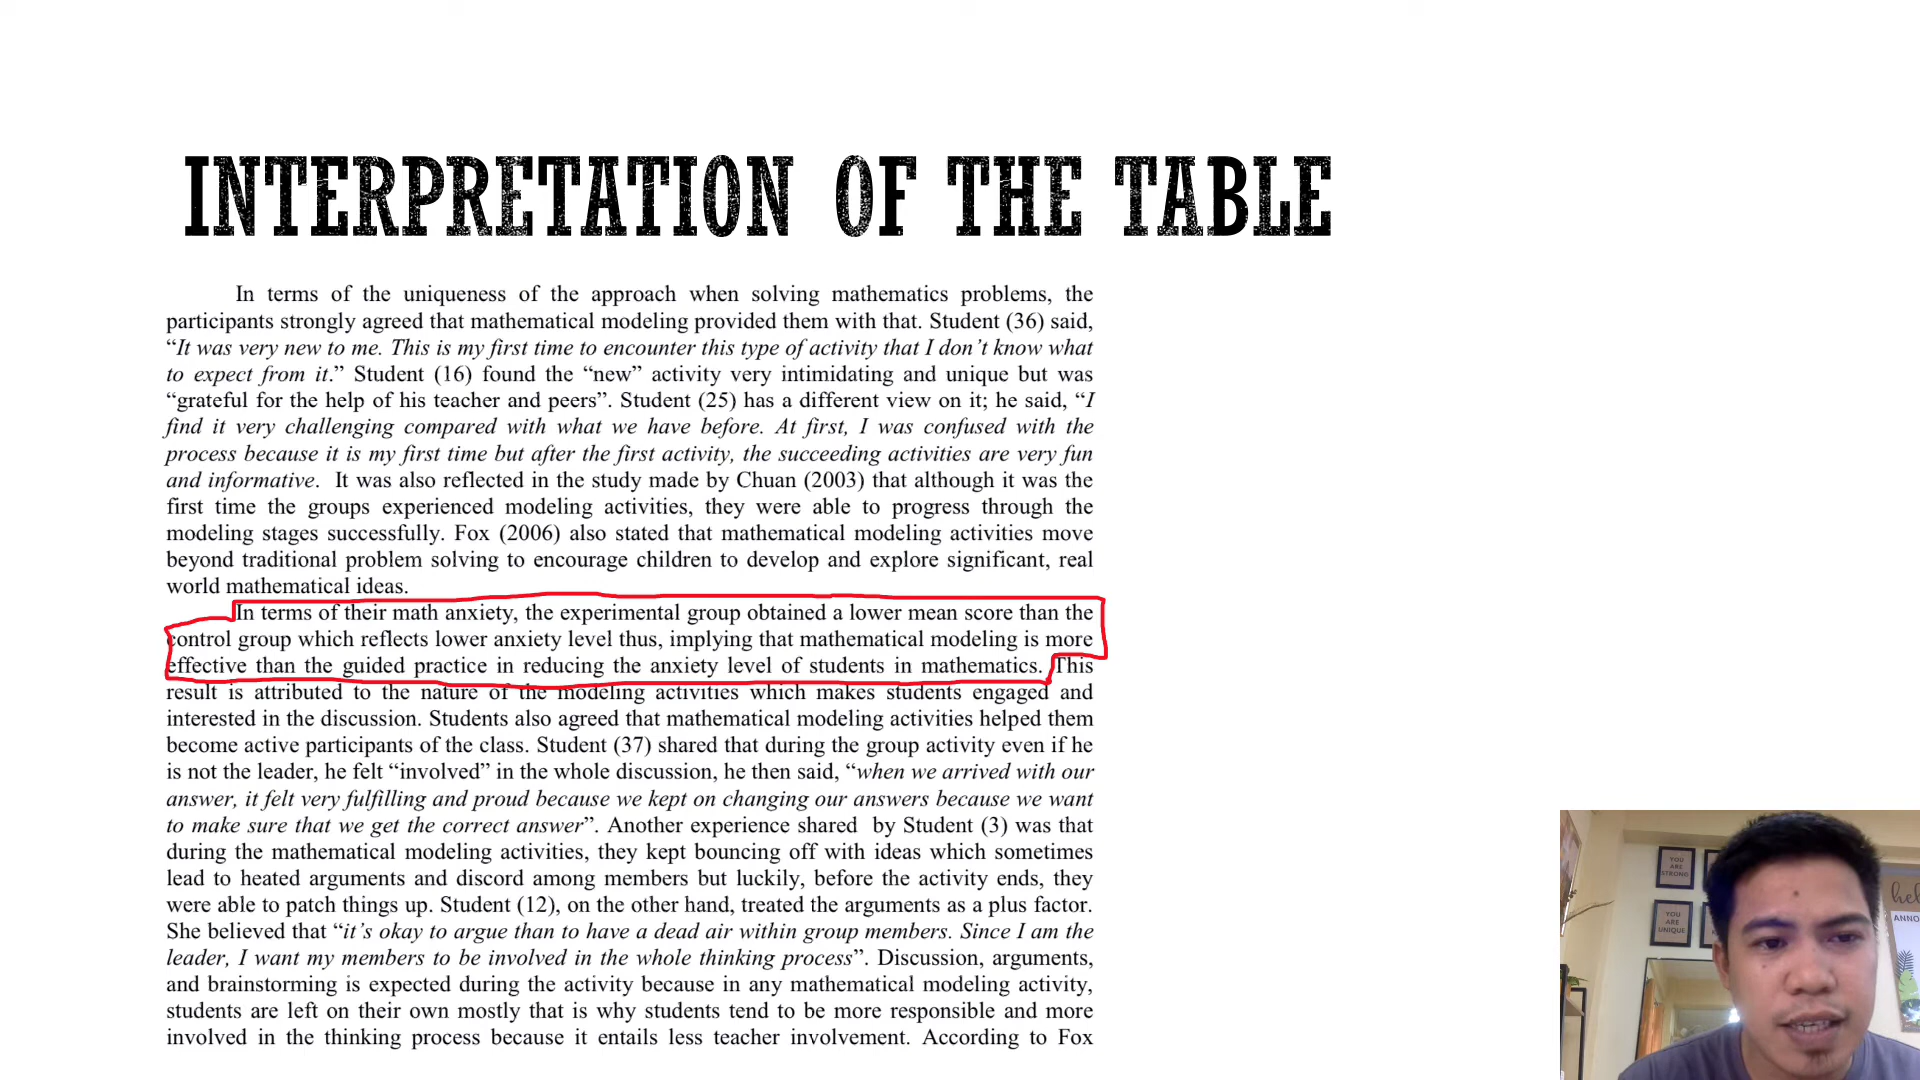 INTERPRETATION OF THE TABLE
In terms of the uniqueness of the approach when solving mathematics problems, the
participants strongly agreed that mathematical modeling provided them with that. Student (36) said,
“It was very new to me. This is my first time to encounter this type of activity that I don’t know what
to expect from it.” Student (16) found the “new” activity very intimidating and unique but was
“grateful for the help of his teacher and peers”. Student (25) has a different view on it; he said, “I
find it very challenging compared with what we have before. At first, I was confused with the
process because it is my first time but after the first activity, the succeeding activities are very fun
and informative. It was also reflected in the study made by Chuan (2003) that although it was the
first time the groups experienced modeling activities, they were able to progress through the
modeling stages successfully. Fox (2006) also stated that mathematical modeling activities move
beyond traditional problem solving to encourage children to develop and explore significant, real
world mathematical ideas.
In terms of their math anxiety, the experimental group obtained a lower mean score than the
control group which reflects lower anxiety level thus, implying that mathematical modeling is more
effective than the guided practice in reducing the anxiety level of students in mathematics. This
result is attributed to the nature of the modeling activities which makes students engaged and
interested in the discussion. Students also agreed that mathematical modeling activities helped them
become active participants of the class. Student (37) shared that during the group activity even if he
is not the leader, he felt “involved” in the whole discussion, he then said, “when we arrived with our
answer, it felt very fulfilling and proud because we kept on changing our answers because we want
to make sure that we get the correct answer”. Another experience shared by Student (3) was that
during the mathematical modeling activities, they kept bouncing off with ideas which sometimes
lead to heated arguments and discord among members but luckily, before the activity ends, they
were able to patch things up. Student (12), on the other hand, treated the arguments as a plus factor.
She believed that “it’s okay to argue than to have a dead air within group members. Since I am the
leader, I want my members to be involved in the whole thinking process”. Discussion, arguments,
and brainstorming is expected during the activity because in any mathematical modeling activity,
students are left on their own mostly that is why students tend to be more responsible and more
involved in the thinking process because it entails less teacher involvement. According to Fox
YOU
ARE
STRONG
YOU
ARE
UNIQUE